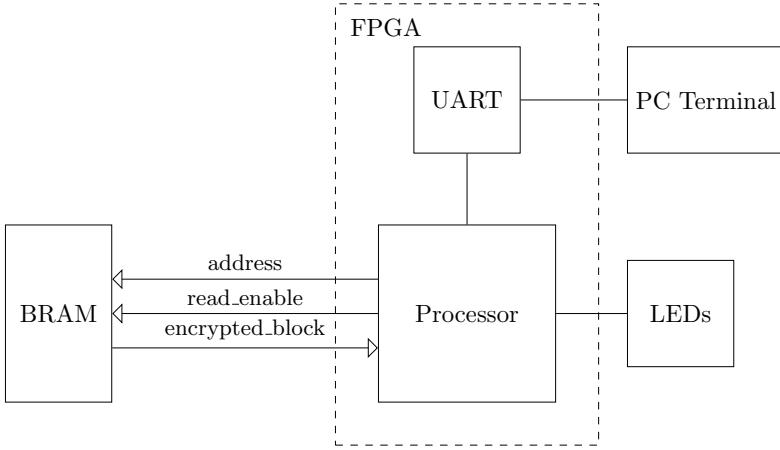 FPGA
UART
PC Terminal
address
read_enable
encrypted_block
BRAM
Processor
LEDs